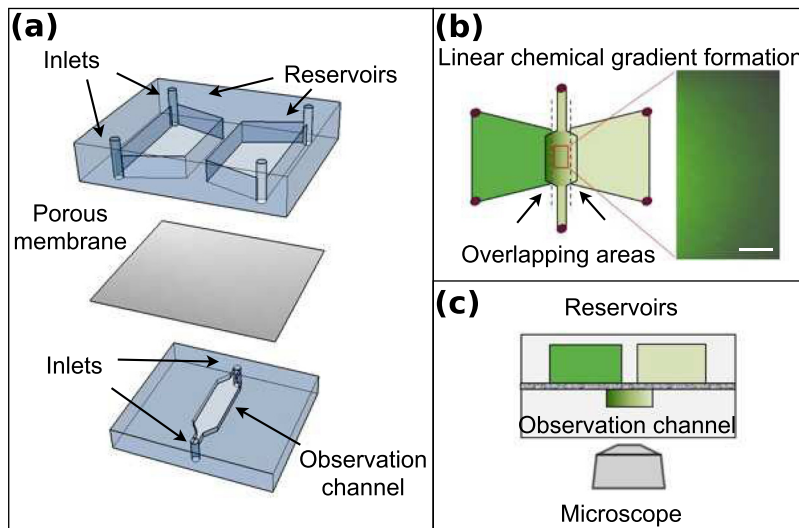 (a)
Inlets
Reservoirs
Porous
membrane
Inlets
Observation
channel
(b)
Linear chemical gradient formation
Overlapping areas
(c)
Reservoirs
Observation channel
Microscope